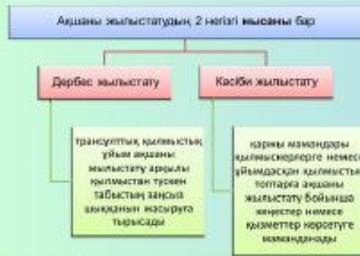 Ақшаны жылыстатудың 2 негізгі нысаны бар
Дербес жылыстату
Кәсіби жылыстату
трансұлттық қылмыстық
ұйым ақшаны
жылыстату арқылы
қылмыстан түскен
табыстың заңсыз
шыққанын жасыруға
тырысады
қаржы мамандары
қылмыскерлерге немесе
ұйымдасқан қылмыстық
топтарға ақшаны
жылыстату бойынша
кеңестер немесе
қызметтер көрсетуге
маманданады